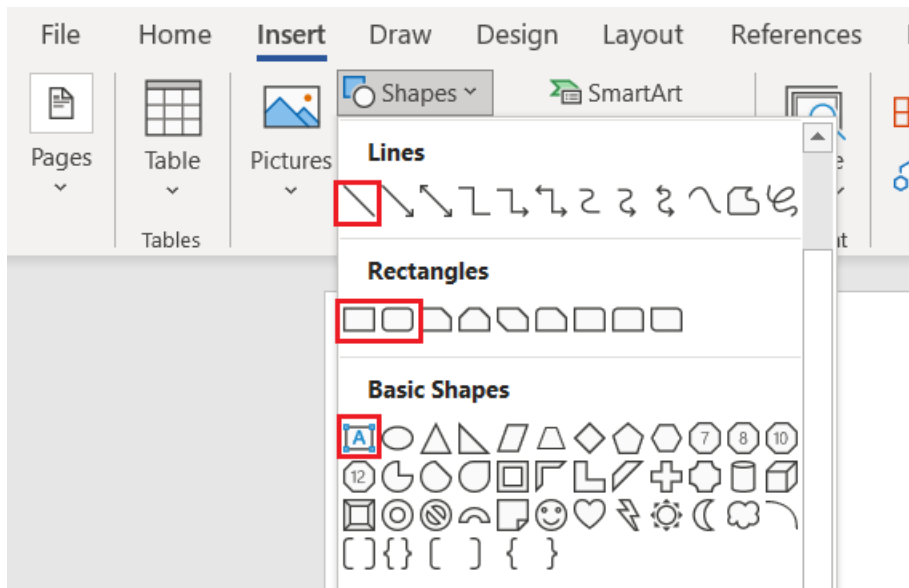 File Home Insert Draw Design Layout References
Shapes SmartArt
Pages Table Pictures
Tables
Lines
Rectangles
Basic Shapes
A 7 8 10
12